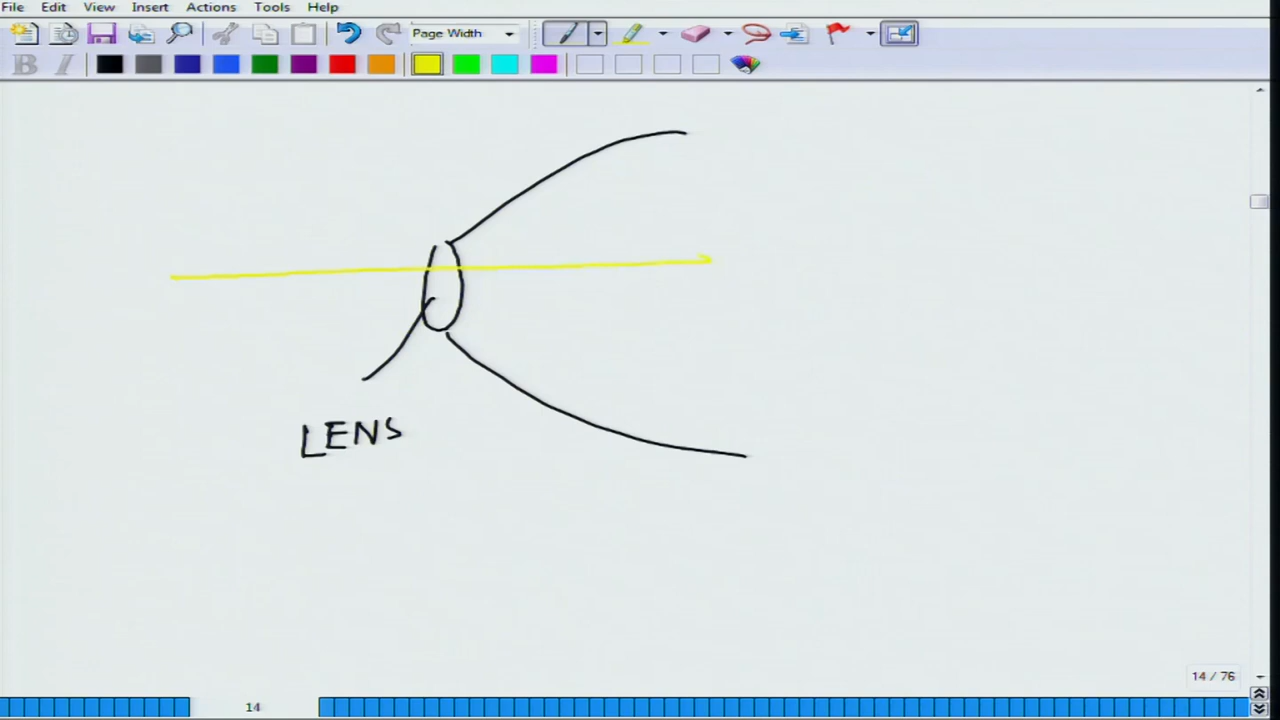 File Edit View Insert Actions Tools Help
Page Width
B I
LENS
14 / 76
14